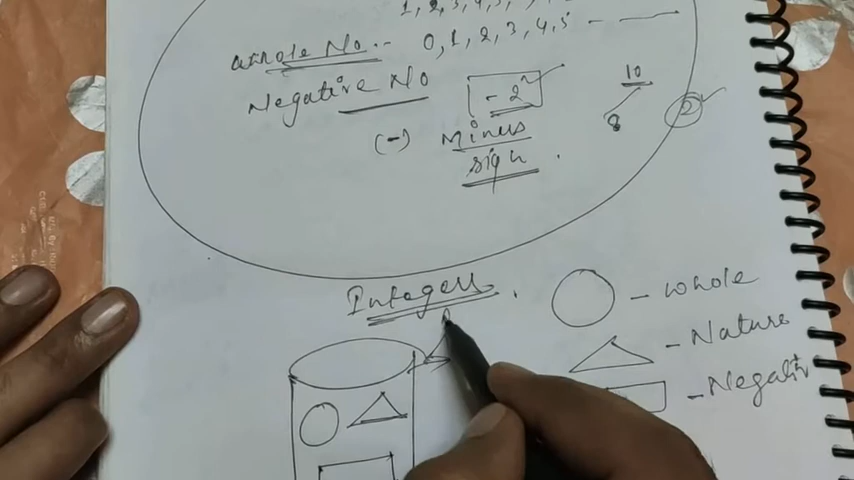 1, 2, 3, 4, 5,
Whole No :- 0, 1, 2, 3, 4, 5
Negative No - 2
(-) Minus
sign.
10
8
2
Integers.
- Whole
- Nature
- Negativ